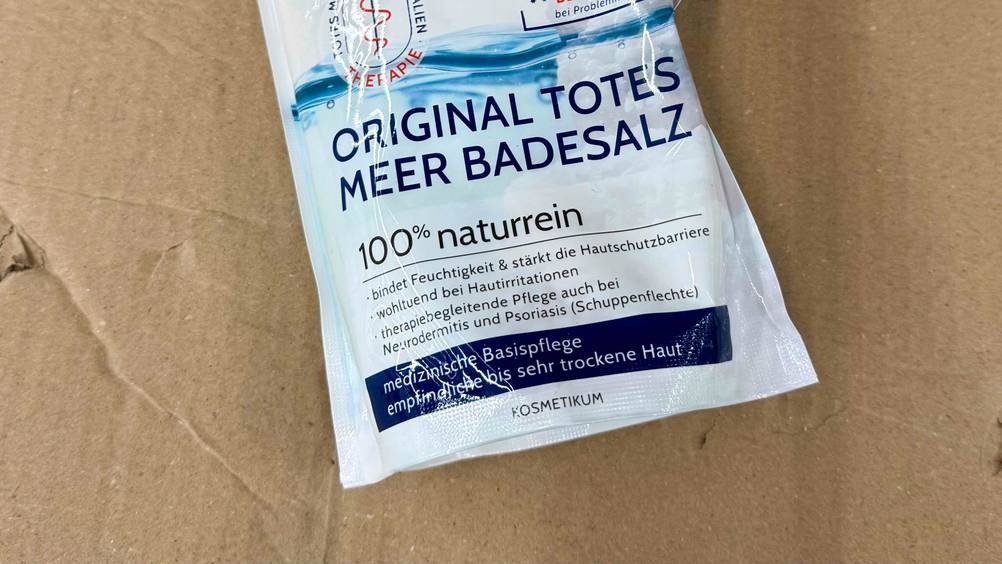 THERAPIE
bei Problemh
ORIGINAL TOTES
MEER BADESALZ
100% naturrein
· bindet Feuchtigkeit & stärkt die Hautschutzbarriere
· wohltuend bei Hautirritationen
· therapiebegleitende Pflege auch bei
Neurodermitis und Psoriasis (Schuppenflechte)
medizinische Basispflege
empfindliche bis sehr trockene Haut
KOSMETIKUM